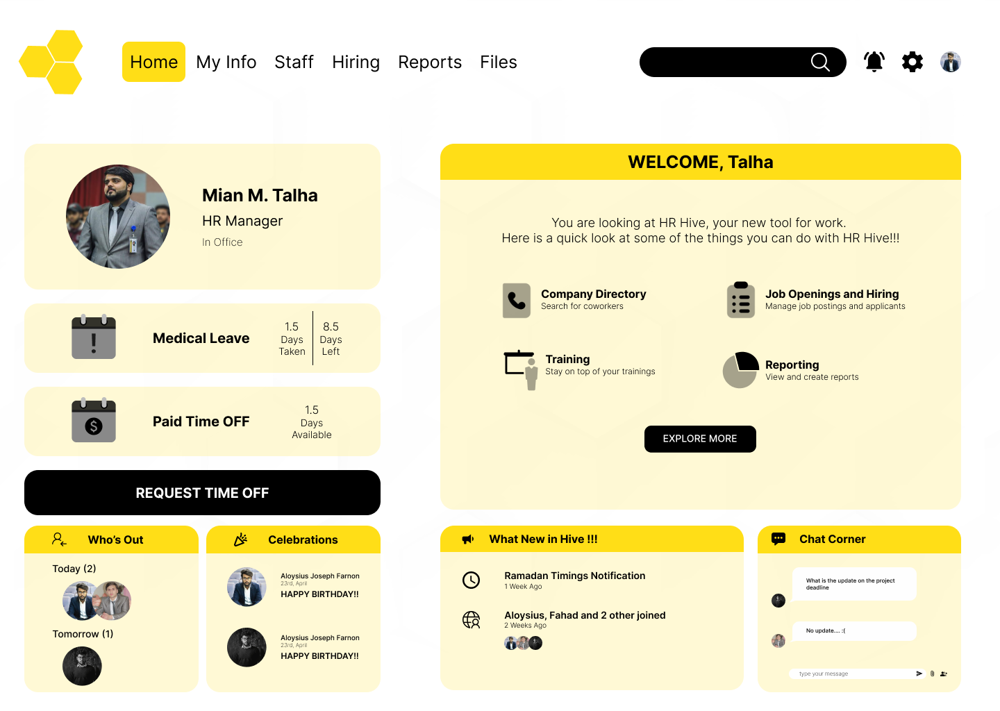 Home My Info Staff Hiring Reports Files
Mian M. Talha
HR Manager
In Office
Medical Leave
1.5
Days
Taken
8.5
Days
Left
Paid Time OFF
1.5
Days
Available
REQUEST TIME OFF
WELCOME, Talha
You are looking at HR Hive, your new tool for work.
Here is a quick look at some of the things you can do with HR Hive!!!
Company Directory
Search for coworkers
Job Openings and Hiring
Manage job postings and applicants
Training
Stay on top of your trainings
Reporting
View and create reports
EXPLORE MORE
Who’s Out
Today (2)
Tomorrow (1)
Celebrations
Aloysius Joseph Farnon
23rd, April
HAPPY BIRTHDAY!!
Aloysius Joseph Farnon
23rd, April
HAPPY BIRTHDAY!!
What New in Hive !!!
Ramadan Timings Notification
1 Week Ago
Aloysius, Fahad and 2 other joined
2 Weeks Ago
Chat Corner
What is the update on the project
deadline
No update.... :(
type your message